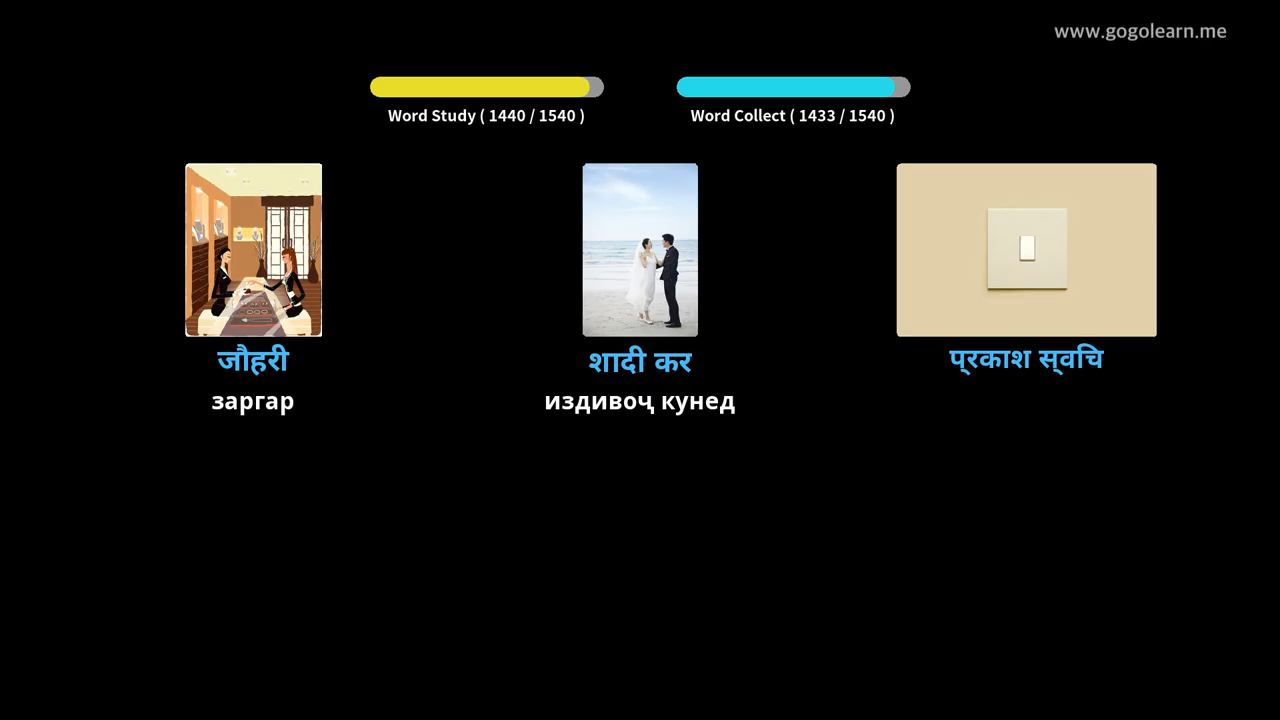 www.gogolearn.me
Word Study ( 1440 / 1540 )
Word Collect ( 1433 / 1540 )
जौहरी
заргар
शादी कर
издивоҷ кунед
प्रकाश स्वचि